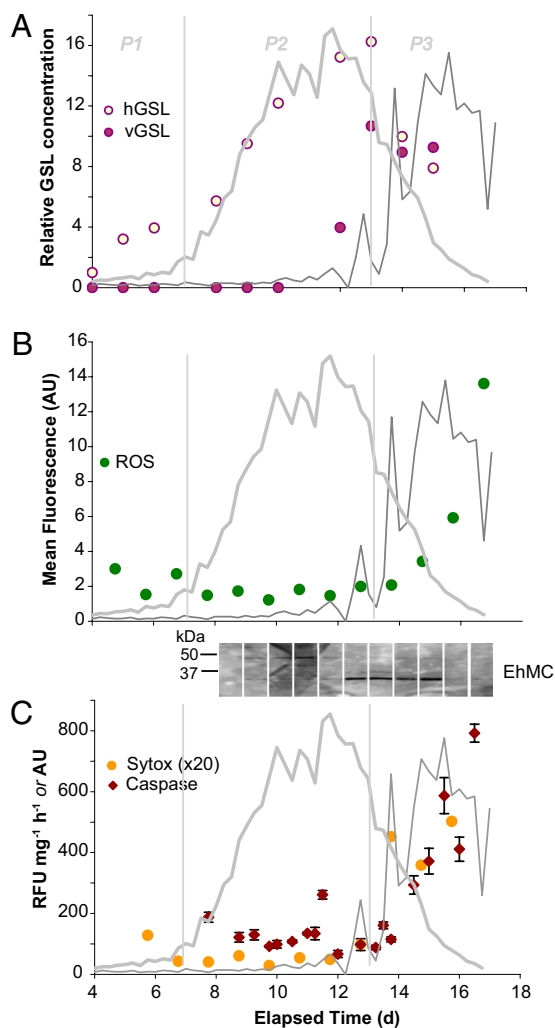 A
P1 P2 P3
Relative GSL concentration
16
12
8
4
0
hGSL
vGSL
B
Mean Fluorescence (AU)
16
14
12
10
8
6
4
2
0
ROS
kDa
50
37
EhMC
C
RFU mg⁻¹ h⁻¹ or AU
800
600
400
200
0
Sytox (x20)
Caspase
4 6 8 10 12 14 16 18
Elapsed Time (d)